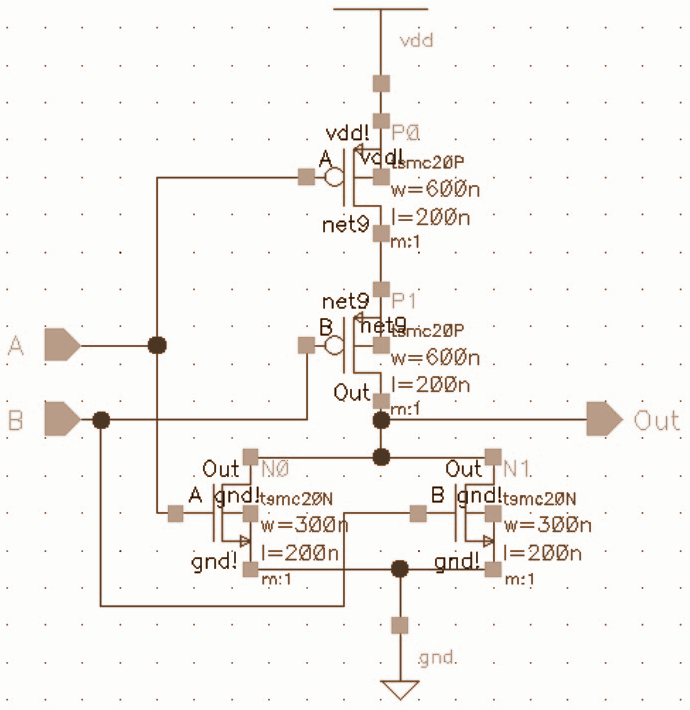 vdd
vdd! P0
A vdd! tsmc20P
w=600n
l=200n
net9 m:1
net9 P1
B net9 tsmc20P
A w=600n
l=200n
Out m:1
B Out
Out N0 Out N1
A gnd! tsmc20N B gnd! tsmc20N
w=300n w=300n
l=200n l=200n
gnd! m:1 gnd! m:1
gnd